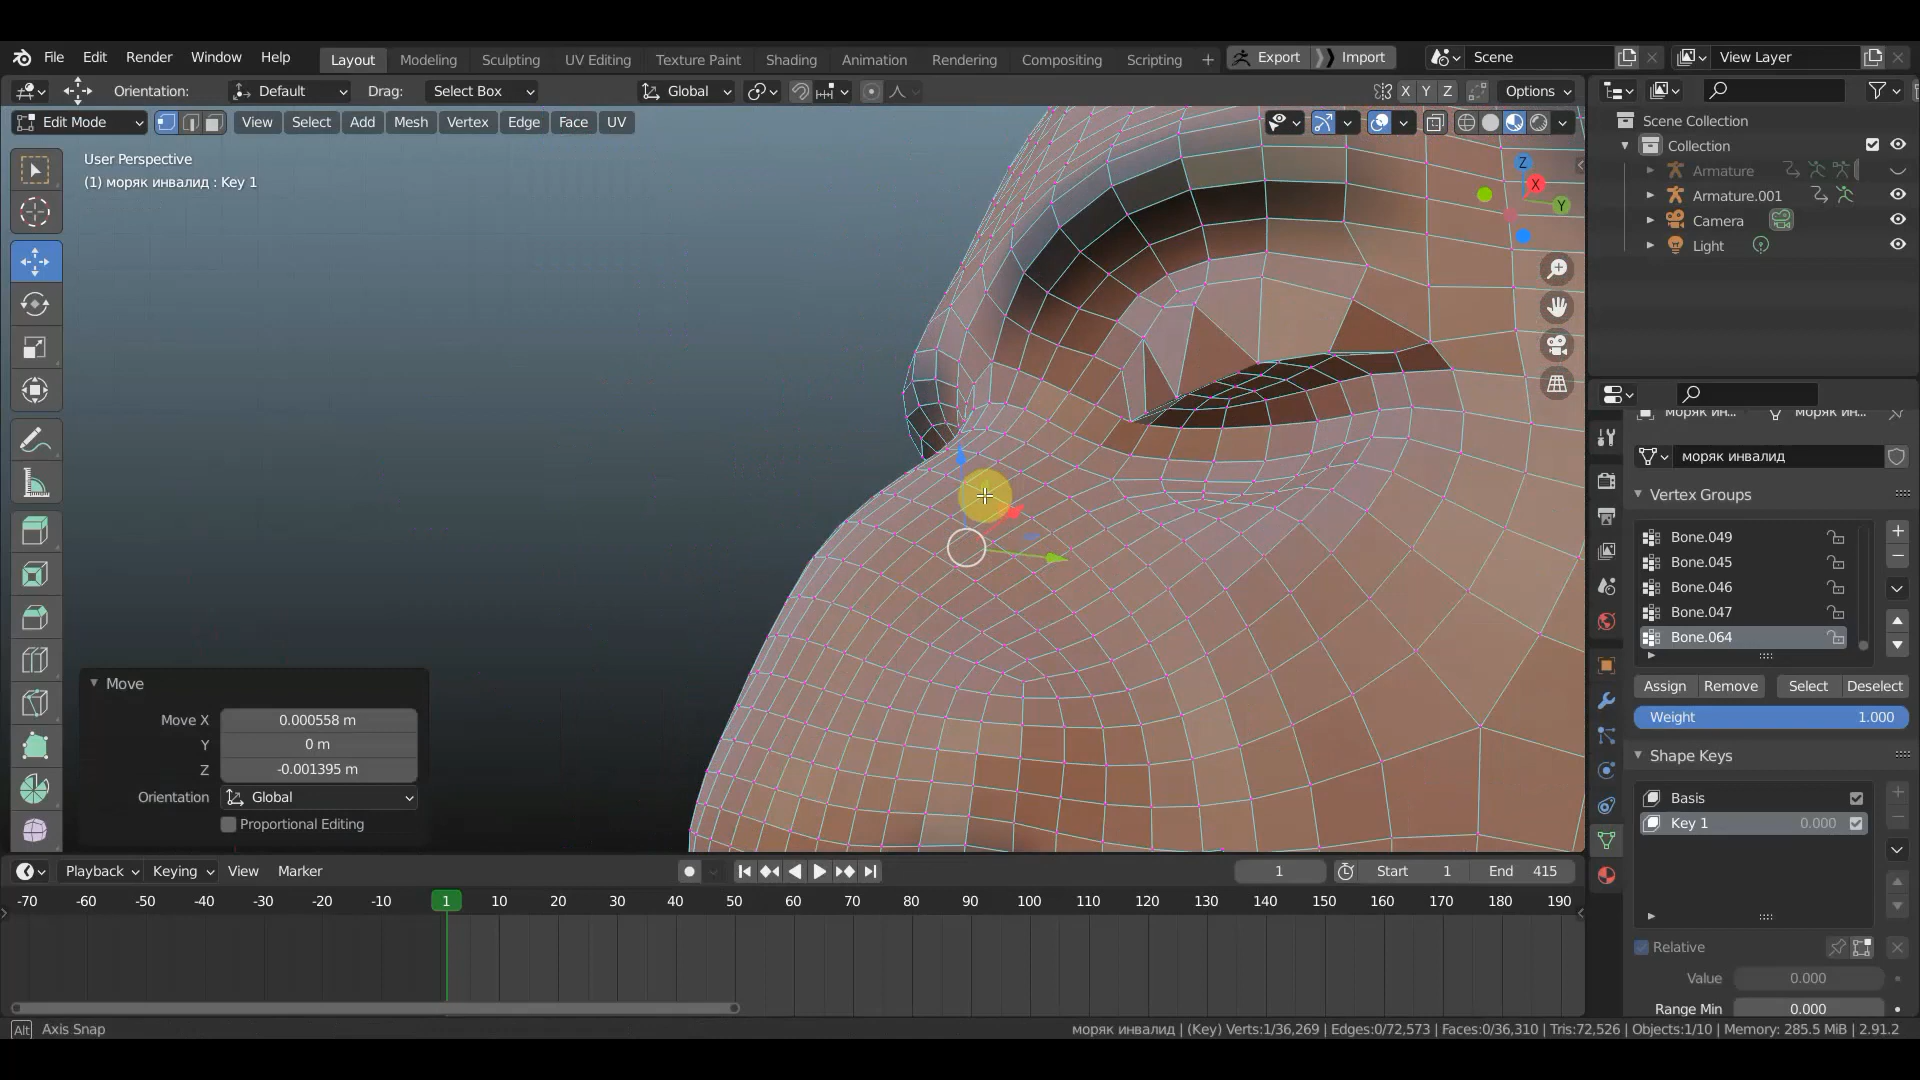 File Edit Render Window Help Layout Modeling Sculpting UV Editing Texture Paint Shading Animation Rendering Compositing Scripting + Export Import Scene View Layer
Orientation: Default Drag: Select Box Global X Y Z Options
Edit Mode View Select Add Mesh Vertex Edge Face UV
User Perspective
(1) моряк инвалид : Key 1
Z
X
Y
Scene Collection
Collection
Armature
Armature.001
Camera
Light
моряк ин... моряк ин...
моряк инвалид
Vertex Groups
Bone.049
Bone.045
Bone.046
Bone.047
Bone.064
Assign Remove Select Deselect
Weight 1.000
Shape Keys
Basis
Key 1 0.000
Relative
Value 0.000
Range Min 0.000
Move
Move X 0.000558 m
Y 0 m
Z -0.001395 m
Orientation Global
Proportional Editing
Playback Keying View Marker 1 Start 1 End 415
-70 -60 -50 -40 -30 -20 -10 1 10 20 30 40 50 60 70 80 90 100 110 120 130 140 150 160 170 180 190
Alt Axis Snap моряк инвалид | (Key) Verts:1/36,269 | Edges:0/72,573 | Faces:0/36,310 | Tris:72,526 | Objects:1/10 | Memory: 285.5 MiB | 2.91.2